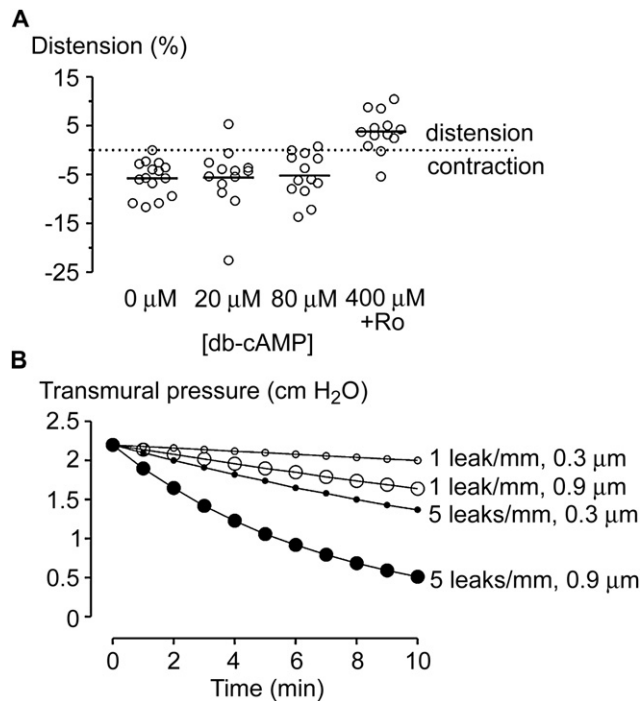 A
Distension (%)
15
5
-5
-15
-25
distension
contraction
0 μM 20 μM 80 μM 400 μM
+Ro
[db-cAMP]
B
Transmural pressure (cm H₂O)
2.5
2
1.5
1
0.5
0
1 leak/mm, 0.3 μm
1 leak/mm, 0.9 μm
5 leaks/mm, 0.3 μm
5 leaks/mm, 0.9 μm
0 2 4 6 8 10
Time (min)